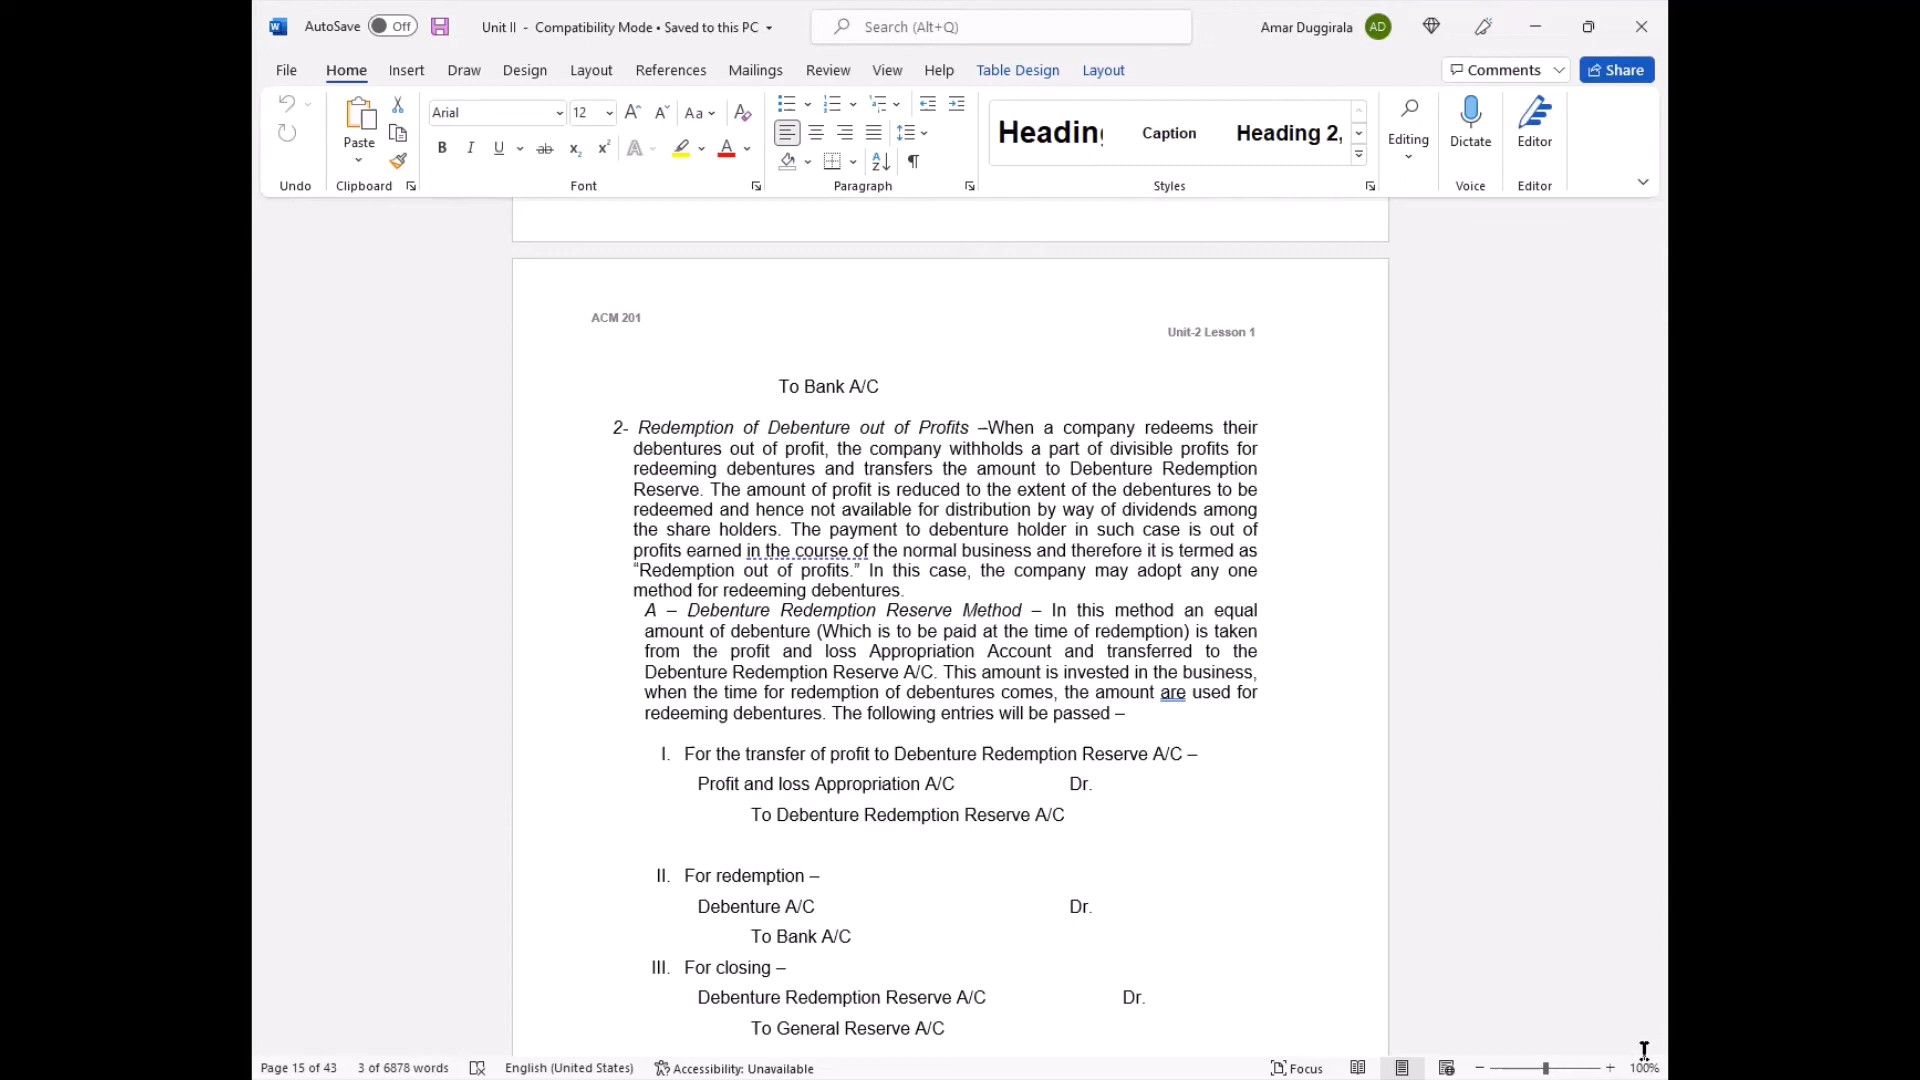 AutoSave Off Unit II - Compatibility Mode • Saved to this PC Search (Alt+Q) Amar Duggirala AD
File Home Insert Draw Design Layout References Mailings Review View Help Table Design Layout Comments Share
Arial 12 Aa
Paste B I U ab x₂ x² A A Heading Caption Heading 2, Editing Dictate Editor
Undo Clipboard Font Paragraph Styles Voice Editor
ACM 201
Unit-2 Lesson 1
To Bank A/C
2- Redemption of Debenture out of Profits –When a company redeems their
debentures out of profit, the company withholds a part of divisible profits for
redeeming debentures and transfers the amount to Debenture Redemption
Reserve. The amount of profit is reduced to the extent of the debentures to be
redeemed and hence not available for distribution by way of dividends among
the share holders. The payment to debenture holder in such case is out of
profits earned in the course of the normal business and therefore it is termed as
“Redemption out of profits.” In this case, the company may adopt any one
method for redeeming debentures.
A – Debenture Redemption Reserve Method – In this method an equal
amount of debenture (Which is to be paid at the time of redemption) is taken
from the profit and loss Appropriation Account and transferred to the
Debenture Redemption Reserve A/C. This amount is invested in the business,
when the time for redemption of debentures comes, the amount are used for
redeeming debentures. The following entries will be passed –
I. For the transfer of profit to Debenture Redemption Reserve A/C –
Profit and loss Appropriation A/C Dr.
To Debenture Redemption Reserve A/C
II. For redemption –
Debenture A/C Dr.
To Bank A/C
III. For closing –
Debenture Redemption Reserve A/C Dr.
To General Reserve A/C
Page 15 of 43 3 of 6878 words English (United States) Accessibility: Unavailable Focus 100%